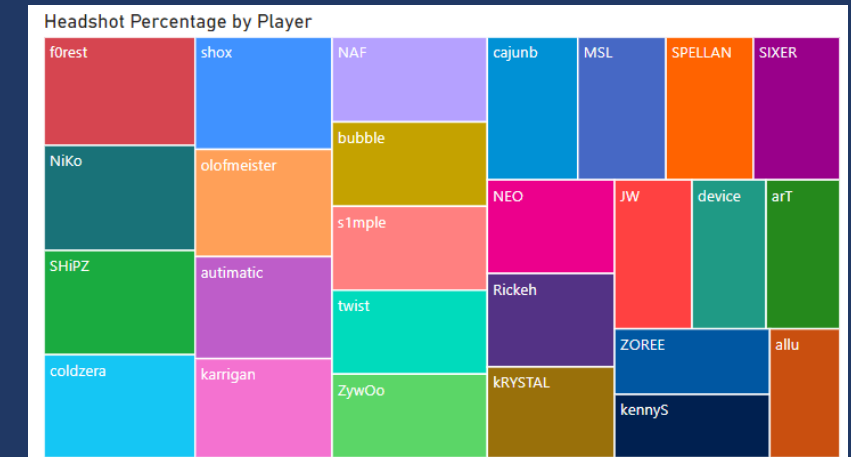 Headshot Percentage by Player
f0rest
NiKo
SHiPZ
coldzera
shox
olofmeister
autimatic
karrigan
NAF
bubble
s1mple
twist
ZywOo
cajunb
MSL
SPELLAN
SIXER
NEO
Rickeh
kRYSTAL
JW
device
arT
ZOREE
kennyS
allu